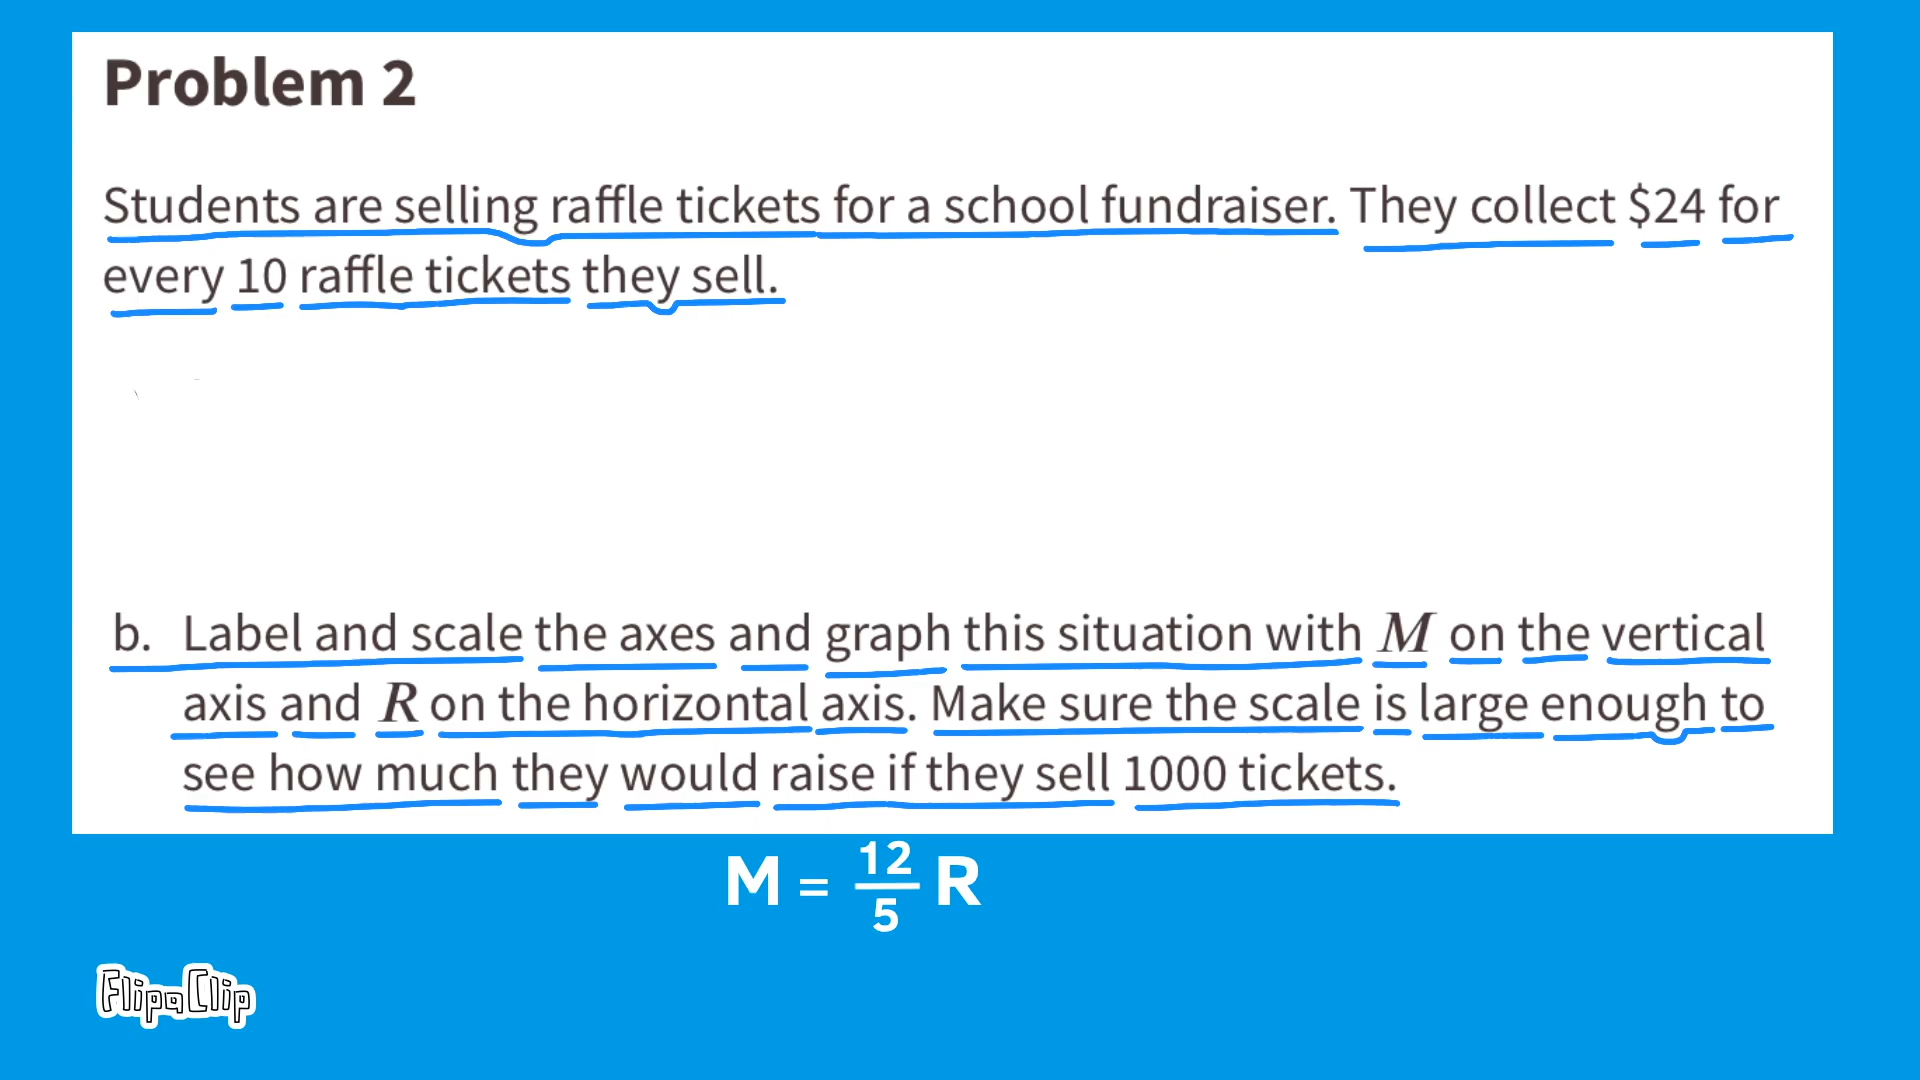 Problem 2
Students are selling raffle tickets for a school fundraiser. They collect $24 for
every 10 raffle tickets they sell.
b. Label and scale the axes and graph this situation with M on the vertical
axis and R on the horizontal axis. Make sure the scale is large enough to
see how much they would raise if they sell 1000 tickets.
M = 12/5 R
FlipaClip